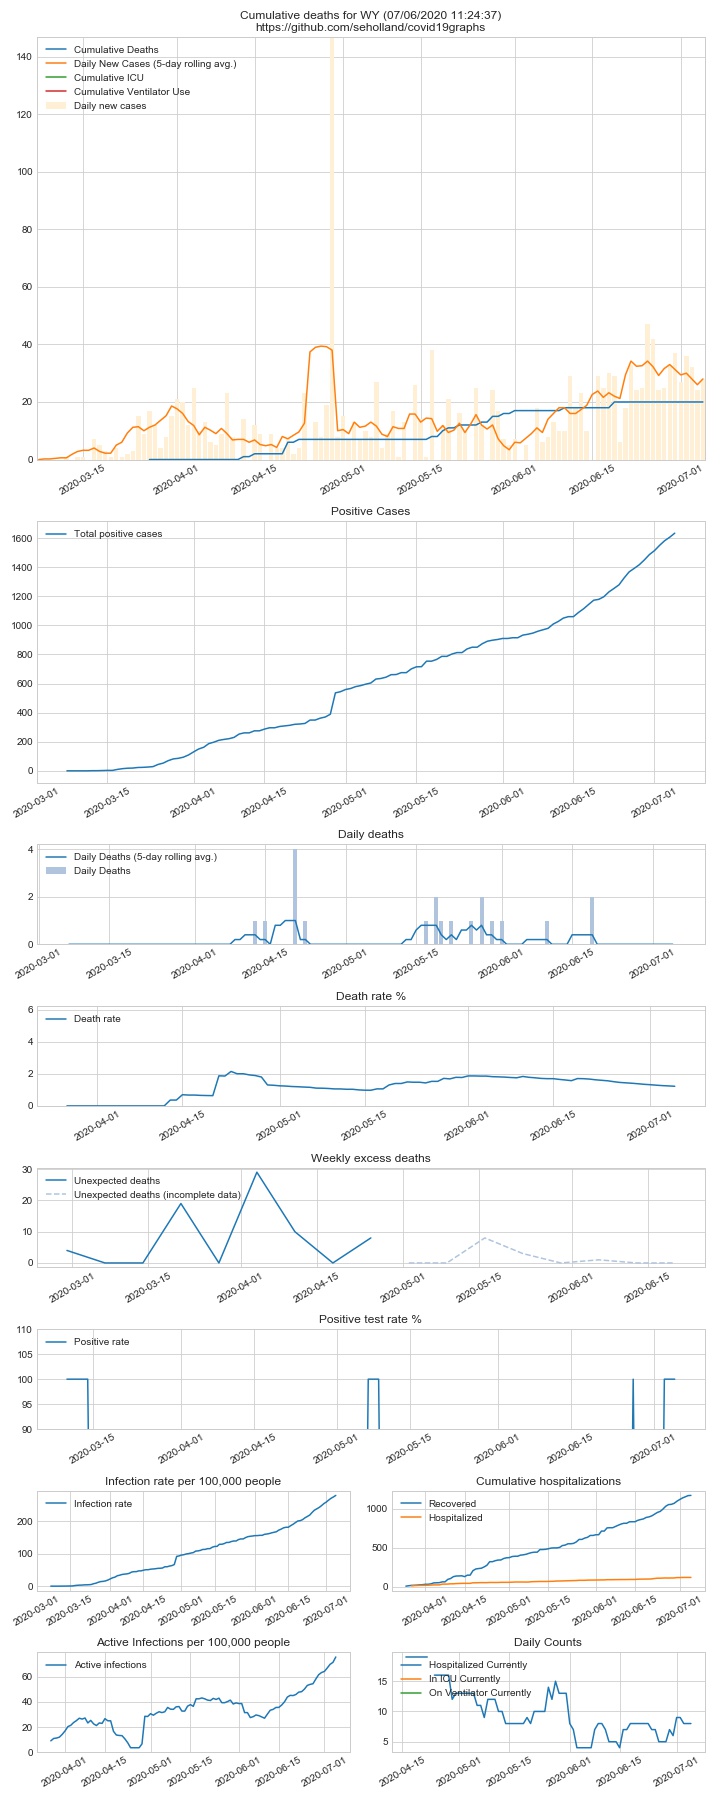 Cumulative deaths for WY (07/06/2020 11:24:37)
https://github.com/seholland/covid19graphs
Cumulative Deaths
Daily New Cases (5-day rolling avg.)
Cumulative ICU
Cumulative Ventilator Use
Daily new cases
140
120
100
80
60
40
20
0
2020-03-15 2020-04-01 2020-04-15 2020-05-01 2020-05-15 2020-06-01 2020-06-15 2020-07-01
Positive Cases
Total positive cases
1600
1400
1200
1000
800
600
400
200
0
2020-03-01 2020-03-15 2020-04-01 2020-04-15 2020-05-01 2020-05-15 2020-06-01 2020-06-15 2020-07-01
Daily deaths
Daily Deaths (5-day rolling avg.)
Daily Deaths
4
2
0
2020-03-01 2020-03-15 2020-04-01 2020-04-15 2020-05-01 2020-05-15 2020-06-01 2020-06-15 2020-07-01
Death rate %
Death rate
6
4
2
0
2020-04-01 2020-04-15 2020-05-01 2020-05-15 2020-06-01 2020-06-15 2020-07-01
Weekly excess deaths
Unexpected deaths
Unexpected deaths (incomplete data)
30
20
10
0
2020-03-01 2020-03-15 2020-04-01 2020-04-15 2020-05-01 2020-05-15 2020-06-01 2020-06-15
Positive test rate %
Positive rate
110
105
100
95
90
2020-03-15 2020-04-01 2020-04-15 2020-05-01 2020-05-15 2020-06-01 2020-06-15 2020-07-01
Infection rate per 100,000 people
Infection rate
200
100
0
2020-03-01 2020-03-15 2020-04-01 2020-04-15 2020-05-01 2020-05-15 2020-06-01 2020-06-15 2020-07-01
Cumulative hospitalizations
Recovered
Hospitalized
1000
500
0
2020-04-01 2020-04-15 2020-05-01 2020-05-15 2020-06-01 2020-06-15 2020-07-01
Active Infections per 100,000 people
Active infections
60
40
20
0
2020-04-01 2020-04-15 2020-05-01 2020-05-15 2020-06-01 2020-06-15 2020-07-01
Daily Counts
Hospitalized Currently
In ICU Currently
On Ventilator Currently
15
10
5
2020-04-15 2020-05-01 2020-05-15 2020-06-01 2020-06-15 2020-07-01